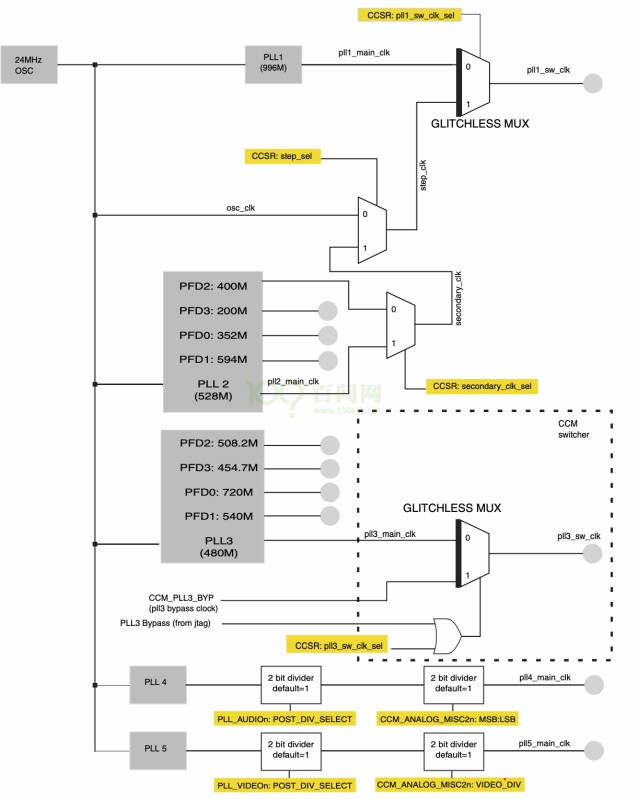 CCSR: pll1_sw_clk_sel
24MHz
OSC
PLL1
(996M)
pll1_main_clk
0
1
pll1_sw_clk
GLITCHLESS MUX
CCSR: step_sel
step_clk
osc_clk
0
1
secondary_clk
PFD2: 400M
PFD3: 200M
PFD0: 352M
PFD1: 594M
PLL 2
(528M)
pll2_main_clk
0
1
CCSR: secondary_clk_sel
百问网
CCM
switcher
PFD2: 508.2M
PFD3: 454.7M
PFD0: 720M
PFD1: 540M
PLL3
(480M)
GLITCHLESS MUX
pll3_main_clk
0
1
pll3_sw_clk
CCM_PLL3_BYP
(pll3 bypass clock)
PLL3 Bypass (from jtag)
CCSR: pll3_sw_clk_sel
PLL 4
2 bit divider
default=1
2 bit divider
default=1
pll4_main_clk
PLL_AUDIOn: POST_DIV_SELECT
CCM_ANALOG_MISC2n: MSB:LSB
PLL 5
2 bit divider
default=1
2 bit divider
default=1
pll5_main_clk
PLL_VIDEOn: POST_DIV_SELECT
CCM_ANALOG_MISC2n: VIDEO_DIV